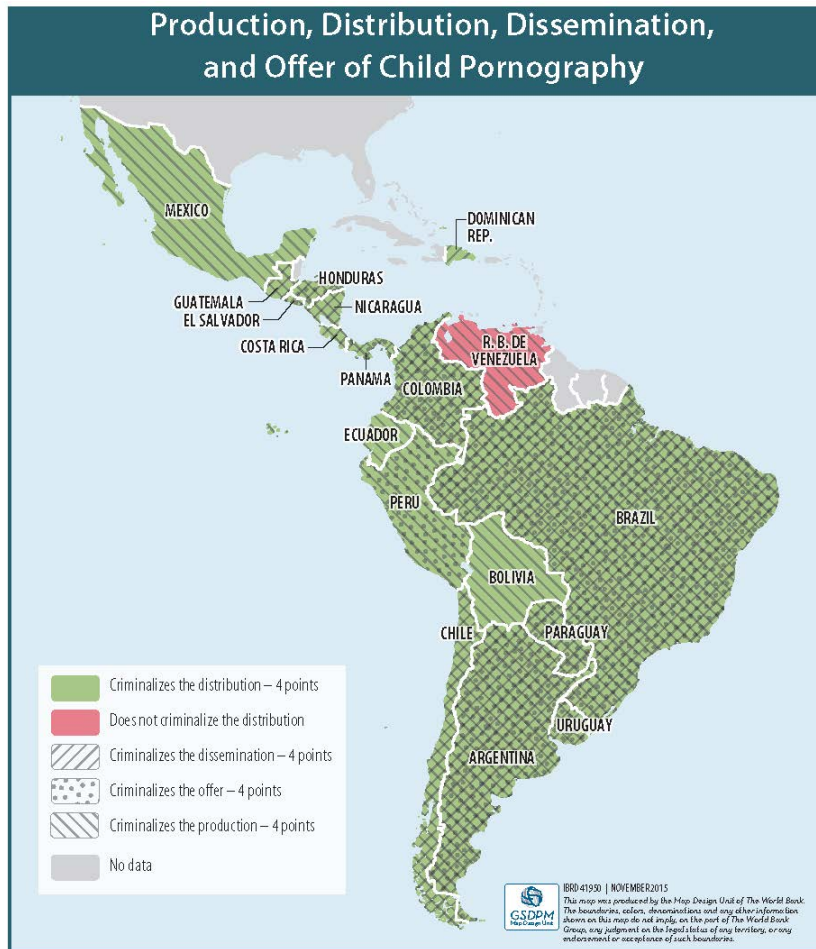 Production, Distribution, Dissemination,
and Offer of Child Pornography
MEXICO
DOMINICAN
REP.
HONDURAS
GUATEMALA
NICARAGUA
EL SALVADOR
COSTA RICA
R. B. DE
VENEZUELA
PANAMA
COLOMBIA
ECUADOR
PERU
BRAZIL
BOLIVIA
CHILE
PARAGUAY
URUGUAY
ARGENTINA
Criminalizes the distribution – 4 points
Does not criminalize the distribution
Criminalizes the dissemination – 4 points
Criminalizes the offer – 4 points
Criminalizes the production – 4 points
No data
IBRD 41950 | NOVEMBER 2015
This map was produced by the Map Design Unit of The World Bank.
The boundaries, colors, denominations and any other information
shown on this map do not imply, on the part of The World Bank
Group, any judgment on the legal status of any territory, or any
endorsement or acceptance of such boundaries.
GSDPM
Map Design Unit